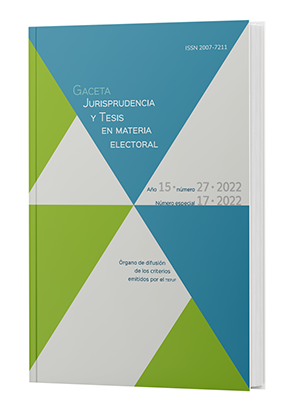 ISSN 2007-7211
GACETA
JURISPRUDENCIA
Y TESIS
EN MATERIA
ELECTORAL
Año 15 · número 27 · 2022
Número especial 17 · 2022
Órgano de difusión
de los criterios
emitidos por el TEPJF